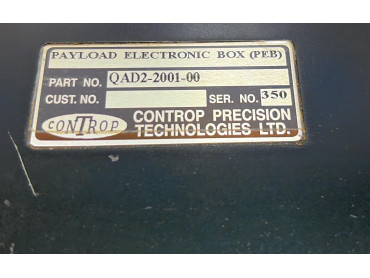 PAYLOAD ELECTRONIC BOX (PEB)
PART NO. QAD2-2001-00
CUST. NO. SER. NO. 350
CONTROP CONTROP PRECISION
TECHNOLOGIES LTD.